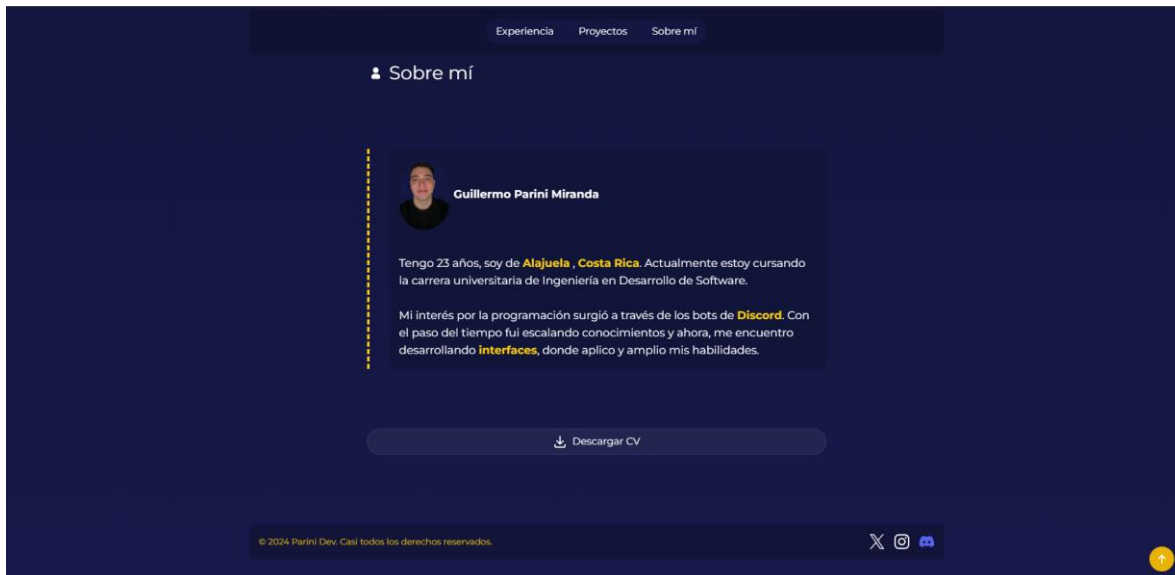 Experiencia Proyectos Sobre mí
Sobre mí
Guillermo Parini Miranda
Tengo 23 años, soy de Alajuela , Costa Rica. Actualmente estoy cursando
la carrera universitaria de Ingeniería en Desarrollo de Software.
Mi interés por la programación surgió a través de los bots de Discord. Con
el paso del tiempo fui escalando conocimientos y ahora, me encuentro
desarrollando interfaces, donde aplico y amplio mis habilidades.
Descargar CV
© 2024 Parini Dev. Casi todos los derechos reservados.